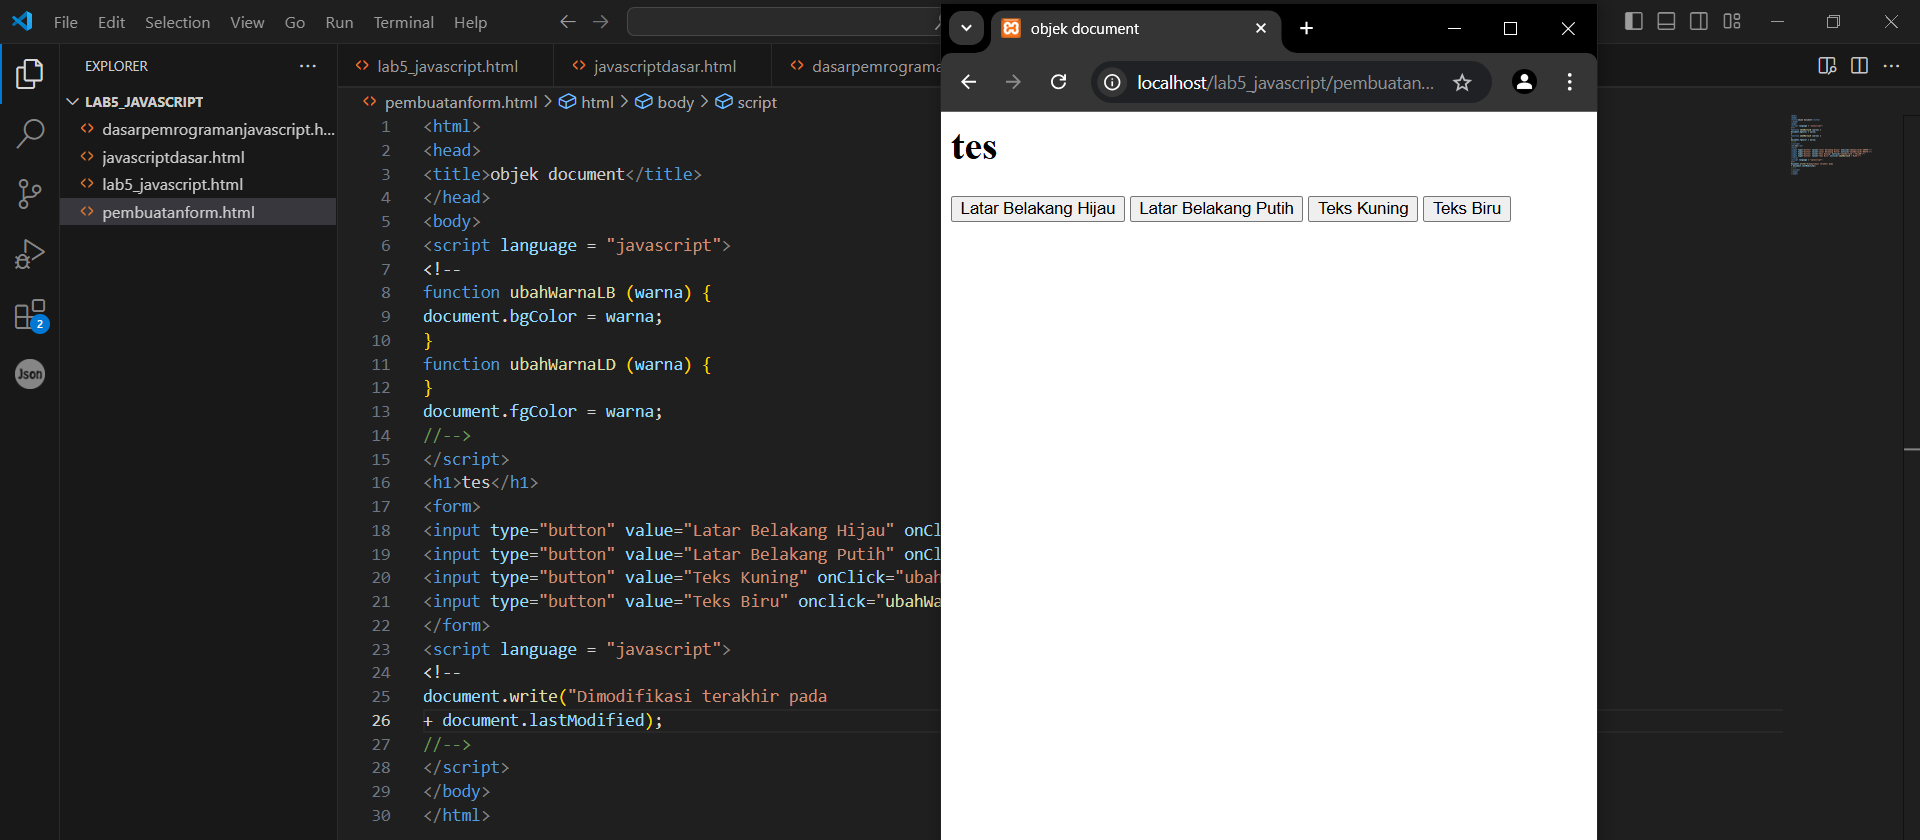 File Edit Selection View Go Run Terminal Help
objek document
EXPLORER
lab5_javascript.html
javascriptdasar.html
dasarpemrograma
localhost/lab5_javascript/pembuatan...
LAB5_JAVASCRIPT
dasarpemrogramanjavascript.h...
javascriptdasar.html
lab5_javascript.html
pembuatanform.html
2
Json
pembuatanform.html > html > body > script
1 <html>
2 <head>
3 <title>objek document</title>
4 </head>
5 <body>
6 <script language = "javascript">
7 <!--
8 function ubahWarnaLB (warna) {
9 document.bgColor = warna;
10 }
11 function ubahWarnaLD (warna) {
12 }
13 document.fgColor = warna;
14 //-->
15 </script>
16 <h1>tes</h1>
17 <form>
18 <input type="button" value="Latar Belakang Hijau" onCl
19 <input type="button" value="Latar Belakang Putih" onCl
20 <input type="button" value="Teks Kuning" onClick="ubah
21 <input type="button" value="Teks Biru" onclick="ubahWa
22 </form>
23 <script language = "javascript">
24 <!--
25 document.write("Dimodifikasi terakhir pada
26 + document.lastModified);
27 //-->
28 </script>
29 </body>
30 </html>
tes
Latar Belakang Hijau Latar Belakang Putih Teks Kuning Teks Biru